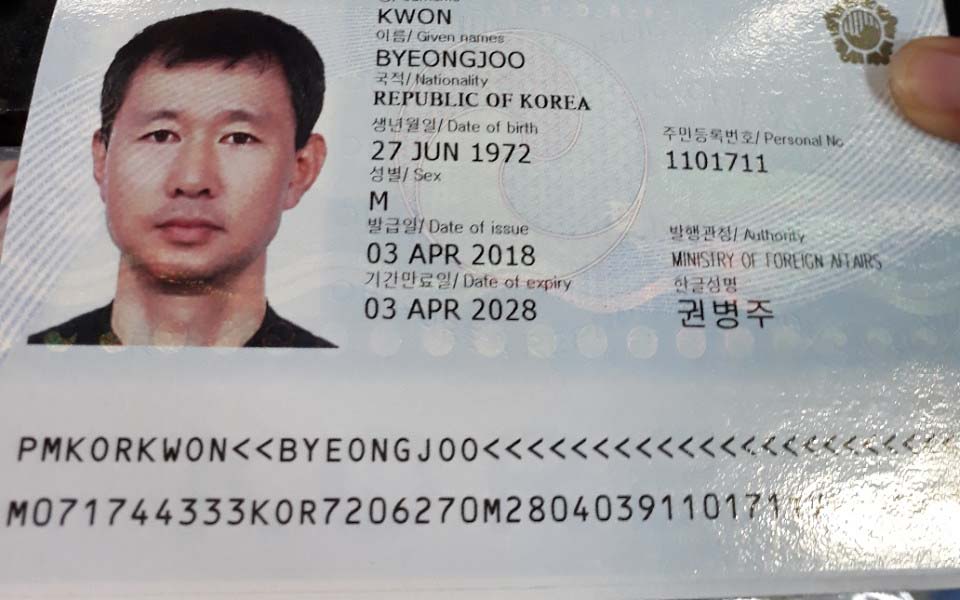 KWON
이름/ Given names
BYEONGJOO
국적/ Nationality
REPUBLIC OF KOREA
생년월일/ Date of birth
27 JUN 1972
주민등록번호/ Personal No
1101711
성별/ Sex
M
발급일/ Date of issue
03 APR 2018
발행관청/ Authority
MINISTRY OF FOREIGN AFFAIRS
기간만료일/ Date of expiry
03 APR 2028
한글성명
권병주
PMKORKWON<<BYEONGJOO<<<<<<<<<<<<<<<<<<<<<<<<
M071744333KOR7206270M28040391101711